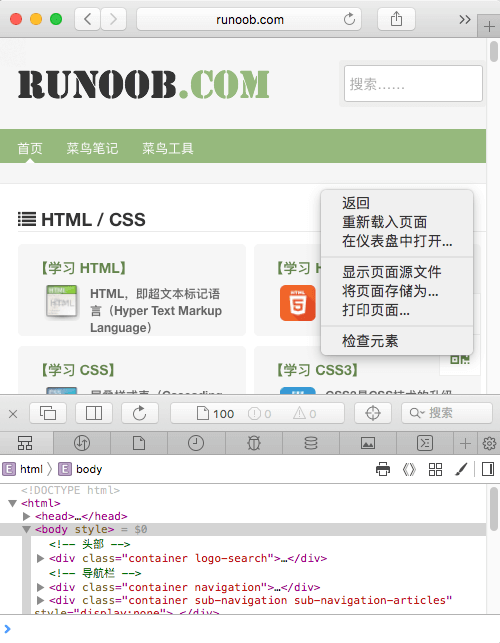 runoob.com
RUNOOB.COM
搜索......
首页 菜鸟笔记 菜鸟工具
返回
重新载入页面
在仪表盘中打开...
显示页面源文件
将页面存储为...
打印页面...
检查元素
HTML / CSS
【学习 HTML】
HTML，即超文本标记语
言（Hyper Text Markup
Language）
【学习
HTML
5
【学习 CSS】
层叠样式表（Cascading
【学习 CSS3】
CSS3是CSS技术的升级
100 0 0 搜索
E html E body
<!DOCTYPE html>
<html>
<head>…</head>
<body style> = $0
<!-- 头部 -->
<div class="container logo-search">…</div>
<!-- 导航栏 -->
<div class="container navigation">…</div>
<div class="container sub-navigation sub-navigation-articles"
style="display:none">…</div>